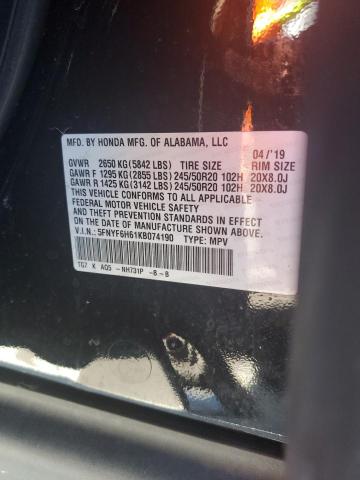 MFD. BY HONDA MFG. OF ALABAMA, LLC 04/'19
GVWR 2650 KG(5842 LBS) TIRE SIZE RIM SIZE
GAWR F 1295 KG(2855 LBS) 245/50R20 102H 20X8.0J
GAWR R 1425 KG(3142 LBS) 245/50R20 102H 20X8.0J
THIS VEHICLE CONFORMS TO ALL APPLICABLE
FEDERAL MOTOR VEHICLE SAFETY, BUMPER,
AND THEFT PREVENTION STANDARDS IN EFFECT
ON THE DATE OF MANUFACTURE SHOWN ABOVE.
V.I.N.: 5FNYF6H61KB074190 TYPE: MPV
TG7 K A05 -NH731P -B-B